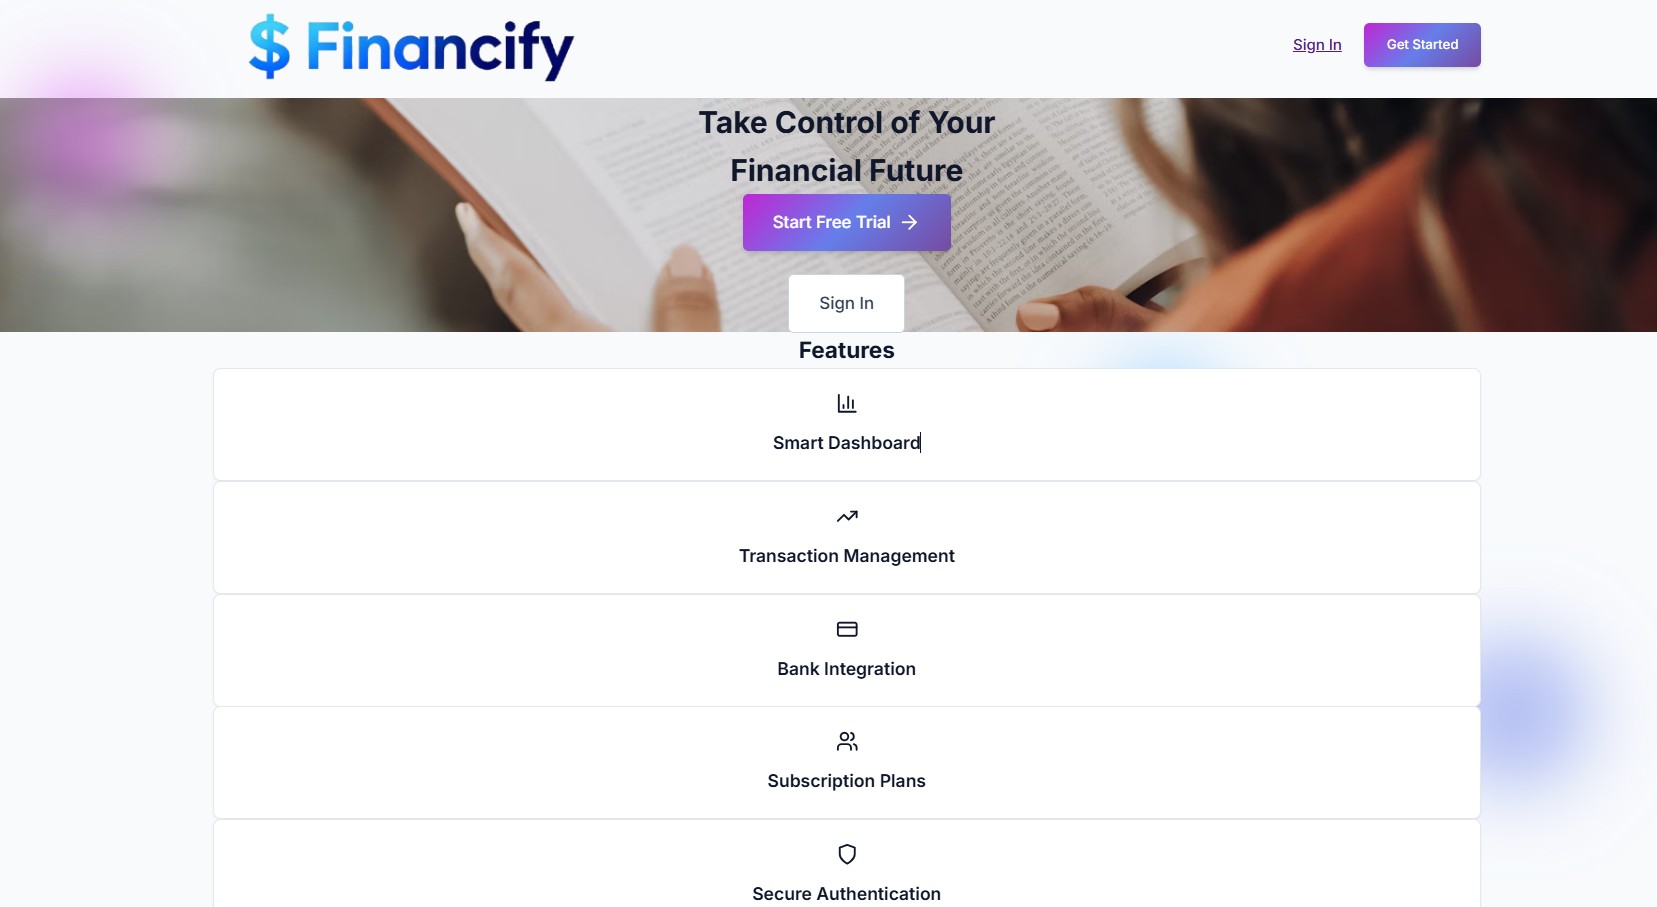 $ Financify
Sign In
Get Started
Take Control of Your
Financial Future
Start Free Trial →
Sign In
Features
Smart Dashboard
Transaction Management
Bank Integration
Subscription Plans
Secure Authentication